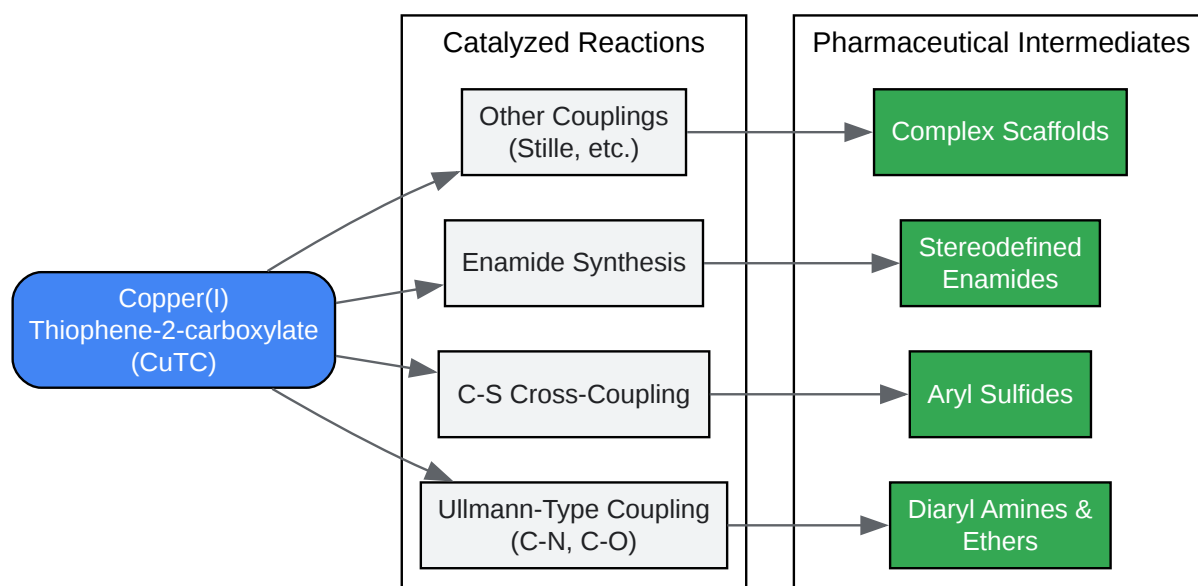 Catalyzed Reactions
Pharmaceutical Intermediates
Other Couplings
(Stille, etc.)
Complex Scaffolds
Enamide Synthesis
Stereodefined
Enamides
Copper(I)
Thiophene-2-carboxylate
(CuTC)
C-S Cross-Coupling
Aryl Sulfides
Ullmann-Type Coupling
(C-N, C-O)
Diaryl Amines &
Ethers